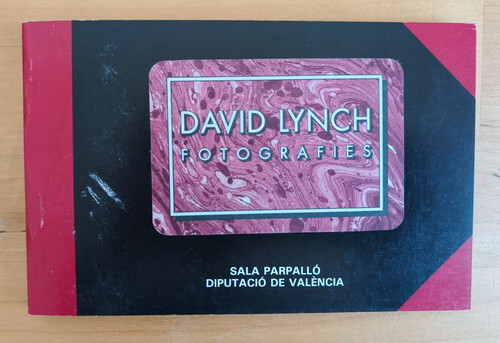 DAVID LYNCH
FOTOGRAFIES
SALA PARPALLÓ
DIPUTACIÓ DE VALÈNCIA